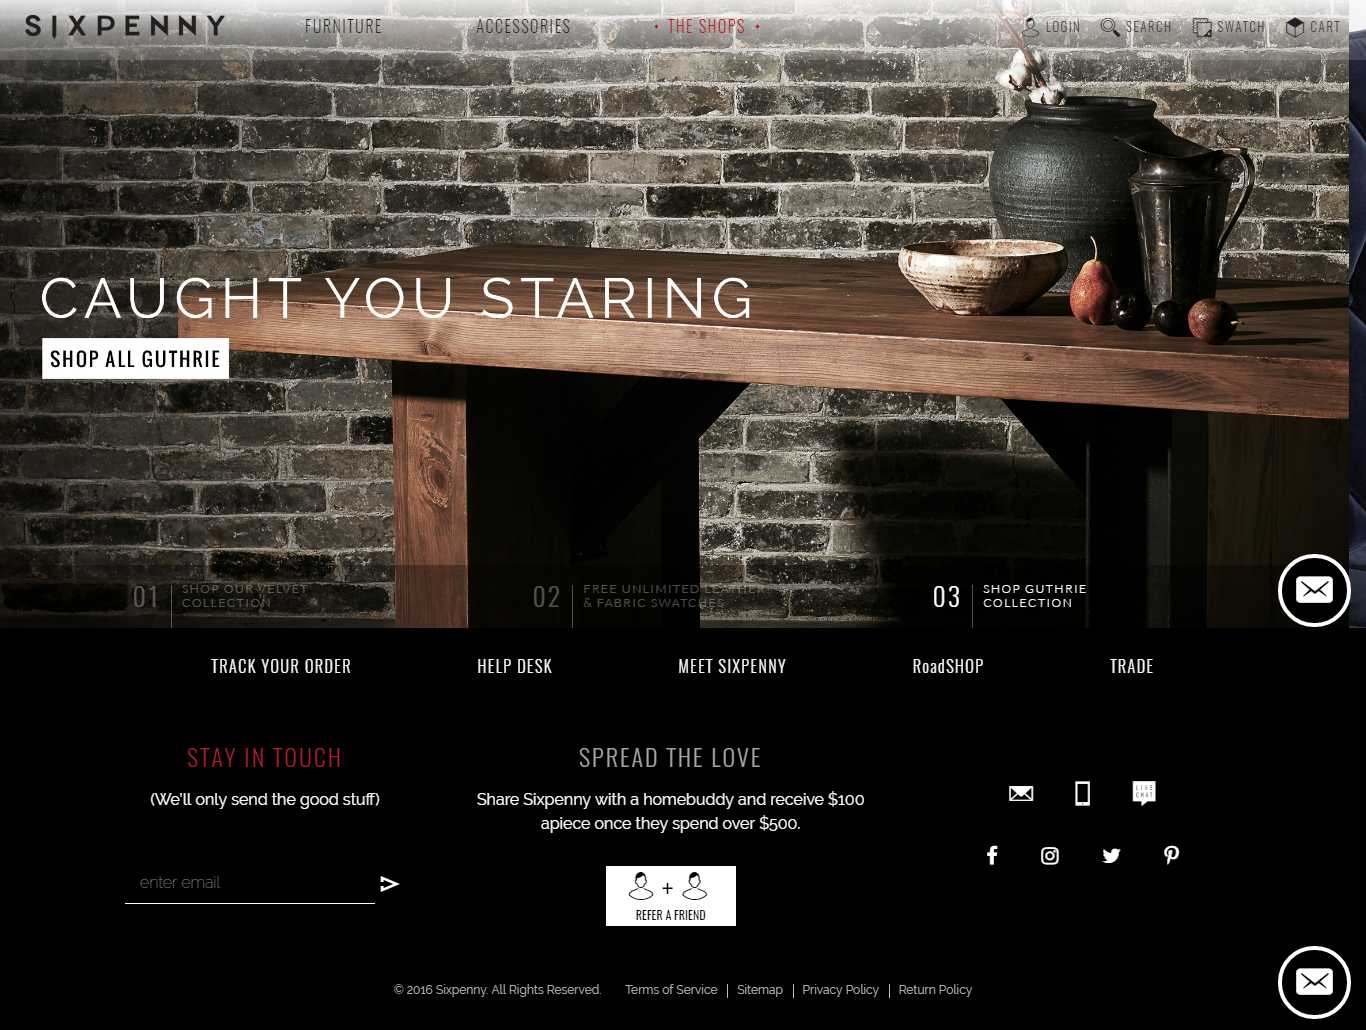 SIXPENNY
FURNITURE
ACCESSORIES
• THE SHOPS •
LOGIN
SEARCH
SWATCH
CART
CAUGHT YOU STARING
SHOP ALL GUTHRIE
01
SHOP OUR VELVET
COLLECTION
02
FREE UNLIMITED LEATHER
& FABRIC SWATCHES
03
SHOP GUTHRIE
COLLECTION
TRACK YOUR ORDER
HELP DESK
MEET SIXPENNY
RoadSHOP
TRADE
STAY IN TOUCH
(We'll only send the good stuff)
enter email
SPREAD THE LOVE
Share Sixpenny with a homebuddy and receive $100
apiece once they spend over $500.
+
REFER A FRIEND
LIVE
CHAT
© 2016 Sixpenny. All Rights Reserved.
Terms of Service | Sitemap | Privacy Policy | Return Policy